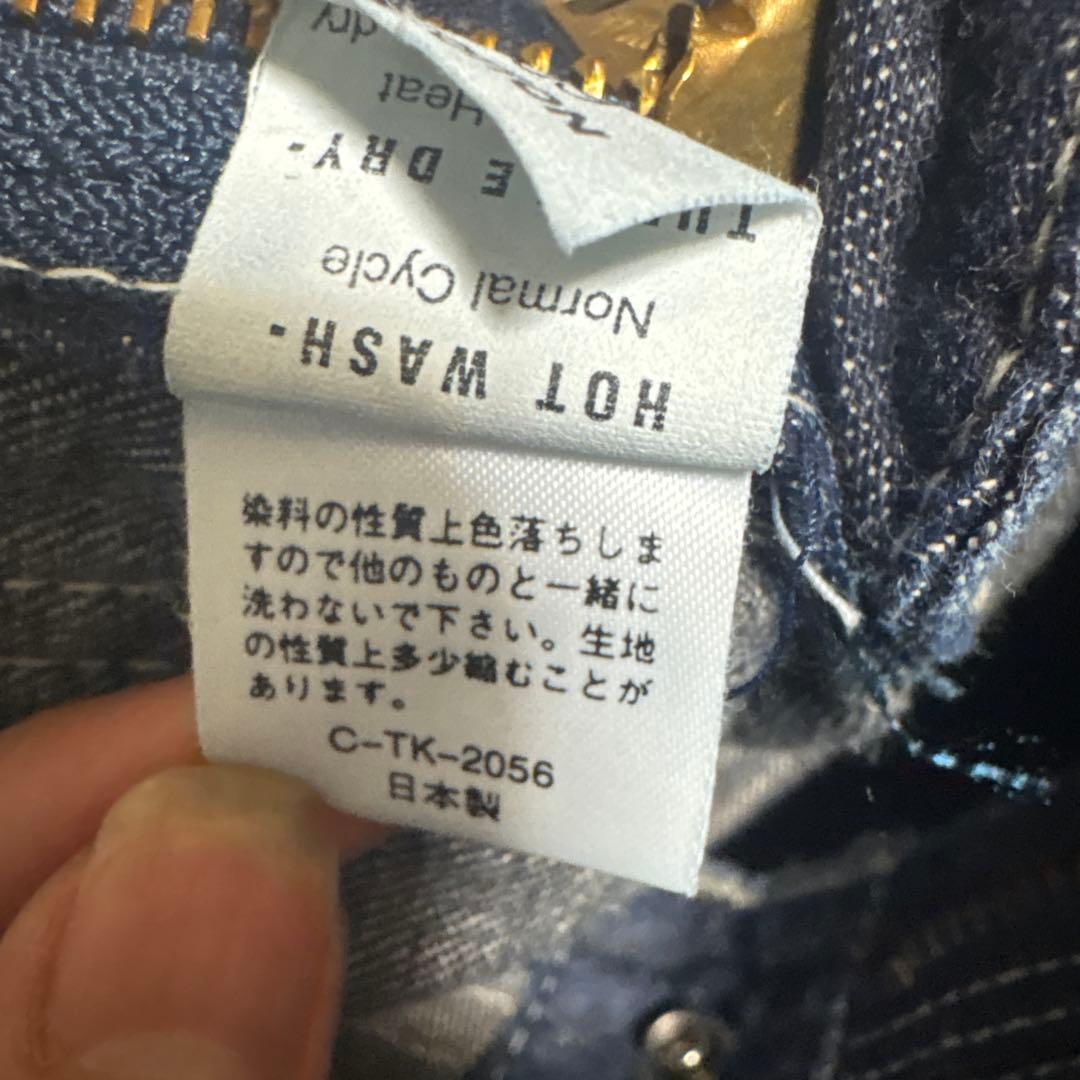 HOT WASH-
Normal Cycle
E DRY-
Heat
dry
染料の性質上色落ちしま
すので他のものと一緒に
洗わないで下さい。生地
の性質上多少縮むことが
あります。
C-TK-2056
日本製